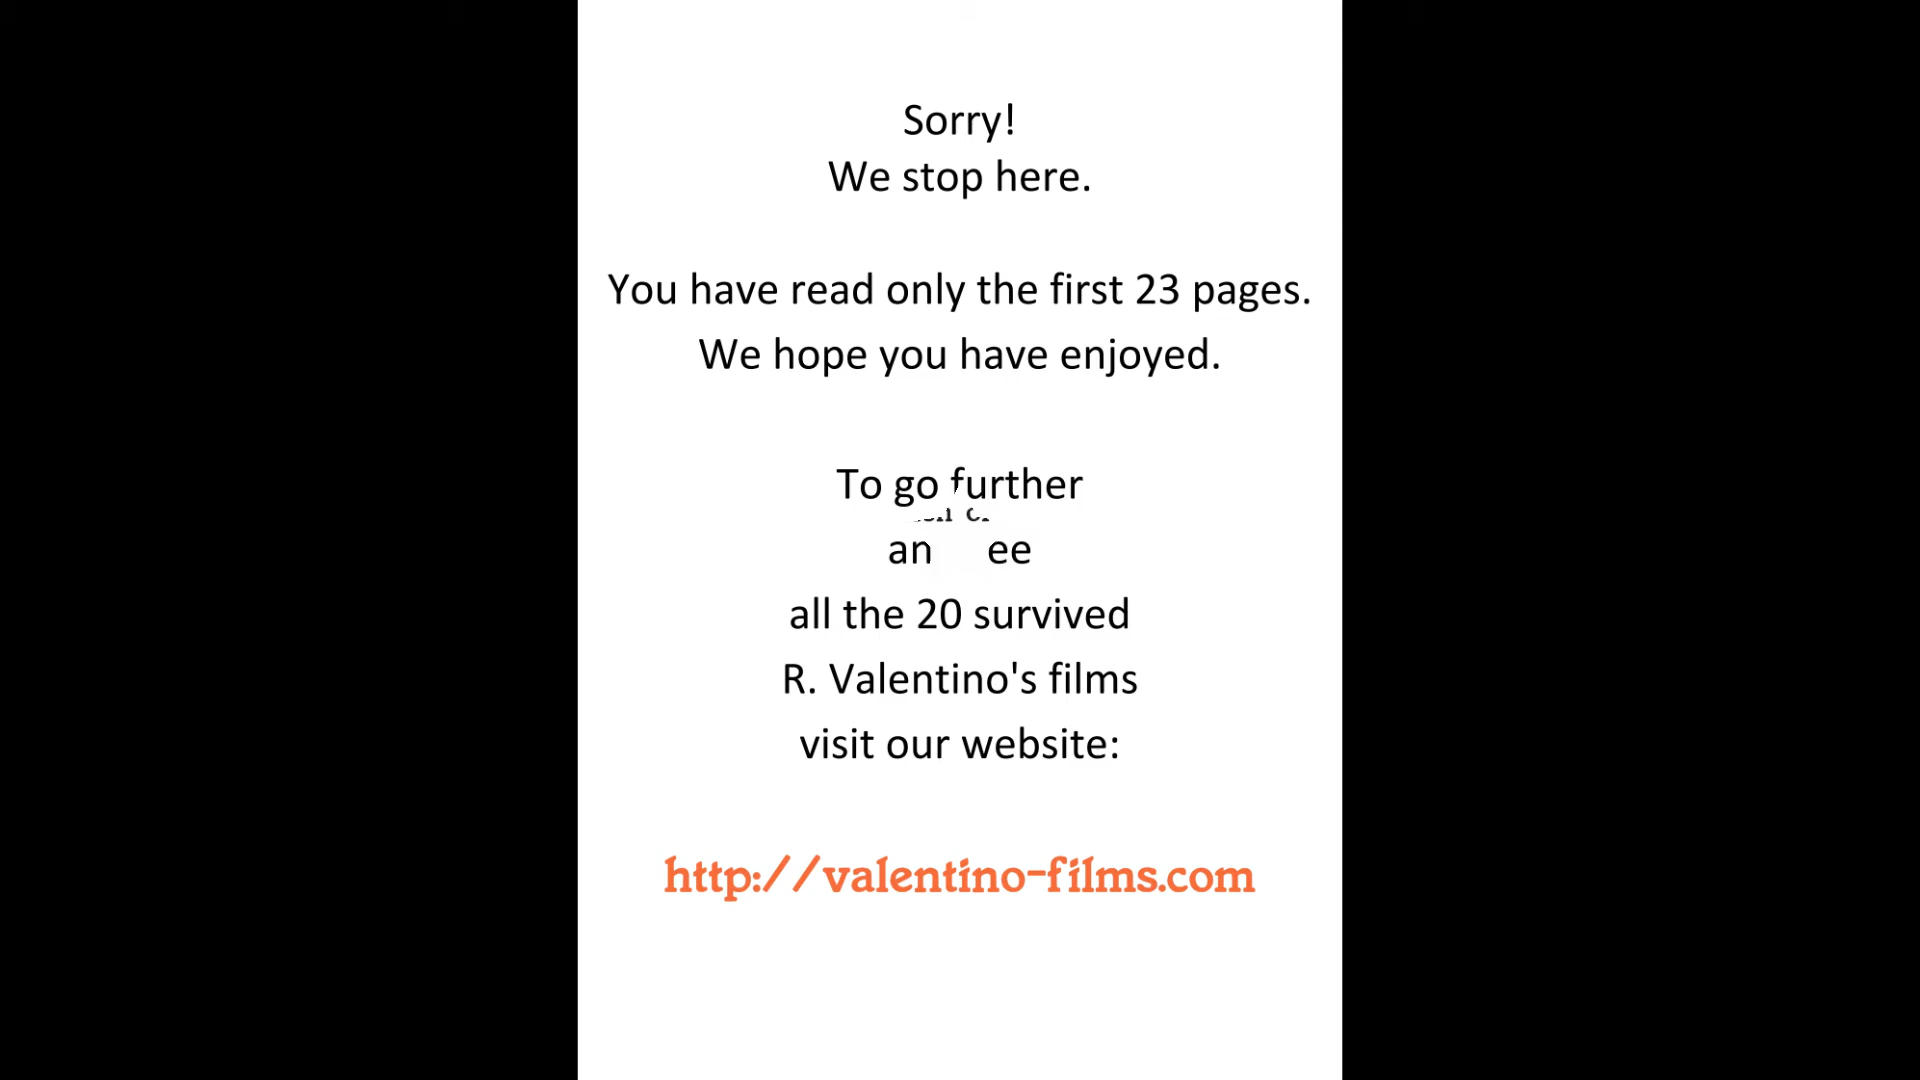 Sorry!
We stop here.
You have read only the first 23 pages.
We hope you have enjoyed.
To go further
an ee
all the 20 survived
R. Valentino's films
visit our website:
http://valentino-films.com